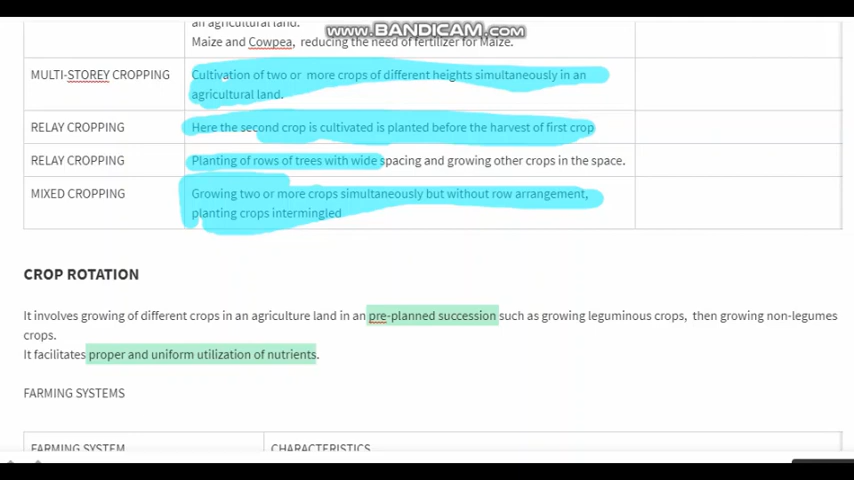 an agricultural land.
www.BANDICAM.com
Maize and Cowpea, reducing the need of fertilizer for Maize.
MULTI-STOREY CROPPING
Cultivation of two or more crops of different heights simultaneously in an
agricultural land.
RELAY CROPPING
Here the second crop is cultivated is planted before the harvest of first crop
RELAY CROPPING
Planting of rows of trees with wide spacing and growing other crops in the space.
MIXED CROPPING
Growing two or more crops simultaneously but without row arrangement,
planting crops intermingled
CROP ROTATION
It involves growing of different crops in an agriculture land in an pre-planned succession such as growing leguminous crops, then growing non-legumes
crops.
It facilitates proper and uniform utilization of nutrients.
FARMING SYSTEMS
FARMING SYSTEM
CHARACTERISTICS